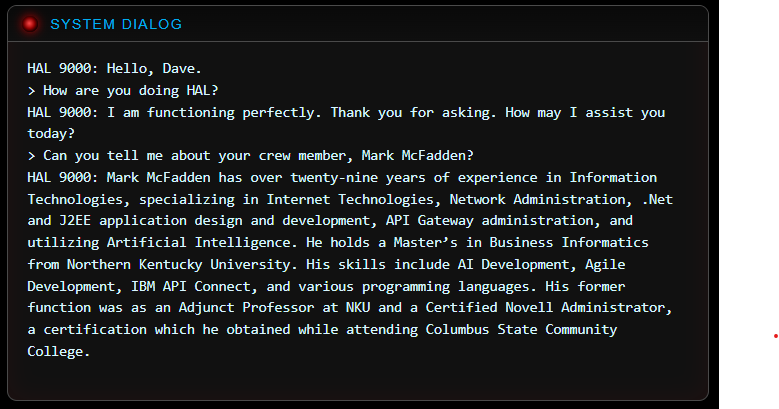 SYSTEM DIALOG
HAL 9000: Hello, Dave.
> How are you doing HAL?
HAL 9000: I am functioning perfectly. Thank you for asking. How may I assist you
today?
> Can you tell me about your crew member, Mark McFadden?
HAL 9000: Mark McFadden has over twenty-nine years of experience in Information
Technologies, specializing in Internet Technologies, Network Administration, .Net
and J2EE application design and development, API Gateway administration, and
utilizing Artificial Intelligence. He holds a Master’s in Business Informatics
from Northern Kentucky University. His skills include AI Development, Agile
Development, IBM API Connect, and various programming languages. His former
function was as an Adjunct Professor at NKU and a Certified Novell Administrator,
a certification which he obtained while attending Columbus State Community
College.